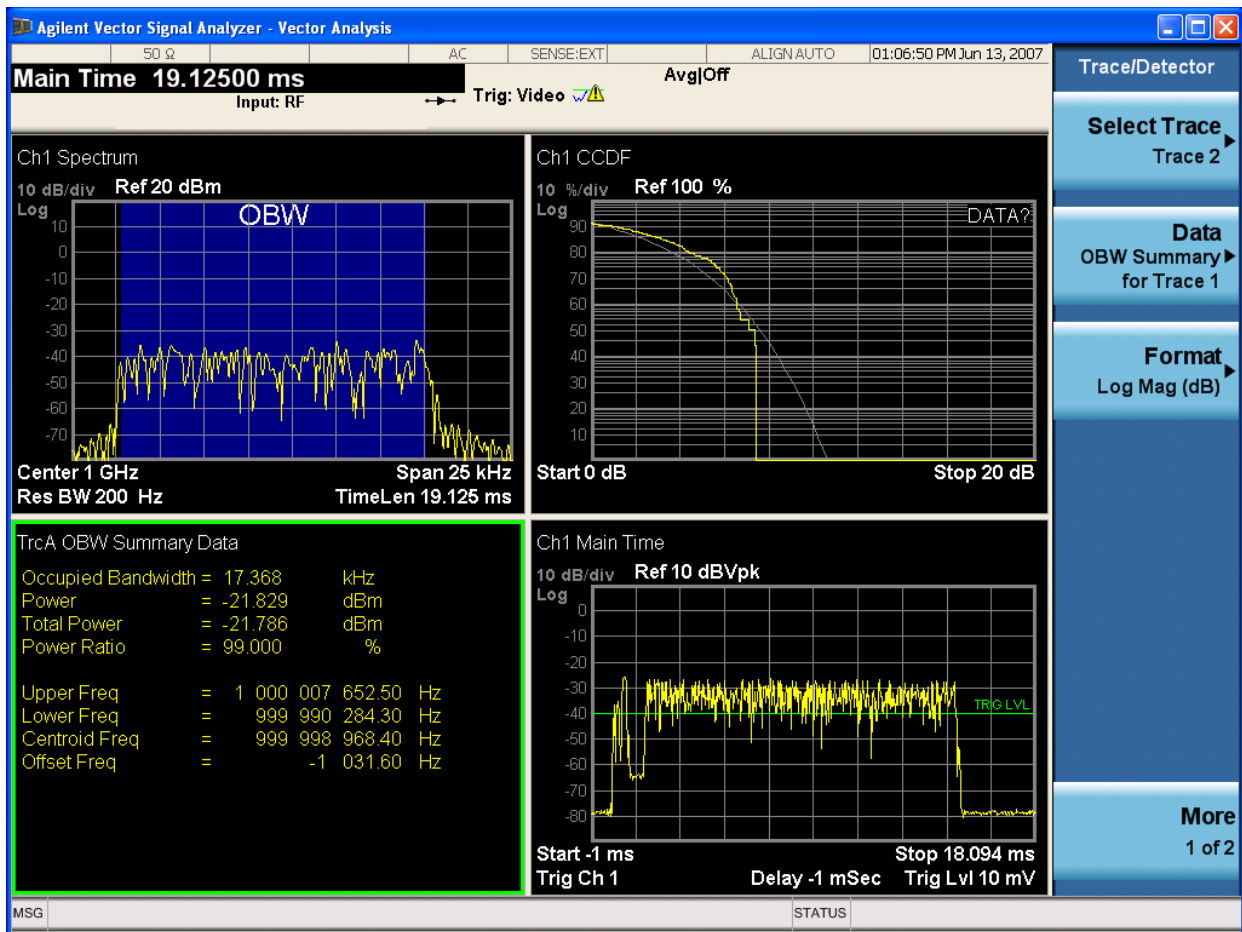 Agilent Vector Signal Analyzer - Vector Analysis
50 Ω AC SENSE:EXT ALIGN AUTO 01:06:50 PM Jun 13, 2007
Main Time 19.12500 ms
Input: RF
Trig: Video
Avg|Off
Ch1 Spectrum
10 dB/div Ref 20 dBm
Log
OBW
10
0
-10
-20
-30
-40
-50
-60
-70
Center 1 GHz Span 25 kHz
Res BW 200 Hz TimeLen 19.125 ms
Ch1 CCDF
10 %/div Ref 100 %
Log
DATA?
90
80
70
60
50
40
30
20
10
Start 0 dB Stop 20 dB
TrcA OBW Summary Data
Occupied Bandwidth = 17.368 kHz
Power = -21.829 dBm
Total Power = -21.786 dBm
Power Ratio = 99.000 %
Upper Freq = 1 000 007 652.50 Hz
Lower Freq = 999 990 284.30 Hz
Centroid Freq = 999 998 968.40 Hz
Offset Freq = -1 031.60 Hz
Ch1 Main Time
10 dB/div Ref 10 dBVpk
Log
0
-10
-20
-30
TRIG LVL
-40
-50
-60
-70
-80
Start -1 ms Stop 18.094 ms
Trig Ch 1 Delay -1 mSec Trig Lvl 10 mV
Trace/Detector
Select Trace
Trace 2
Data
OBW Summary
for Trace 1
Format
Log Mag (dB)
More
1 of 2
MSG STATUS